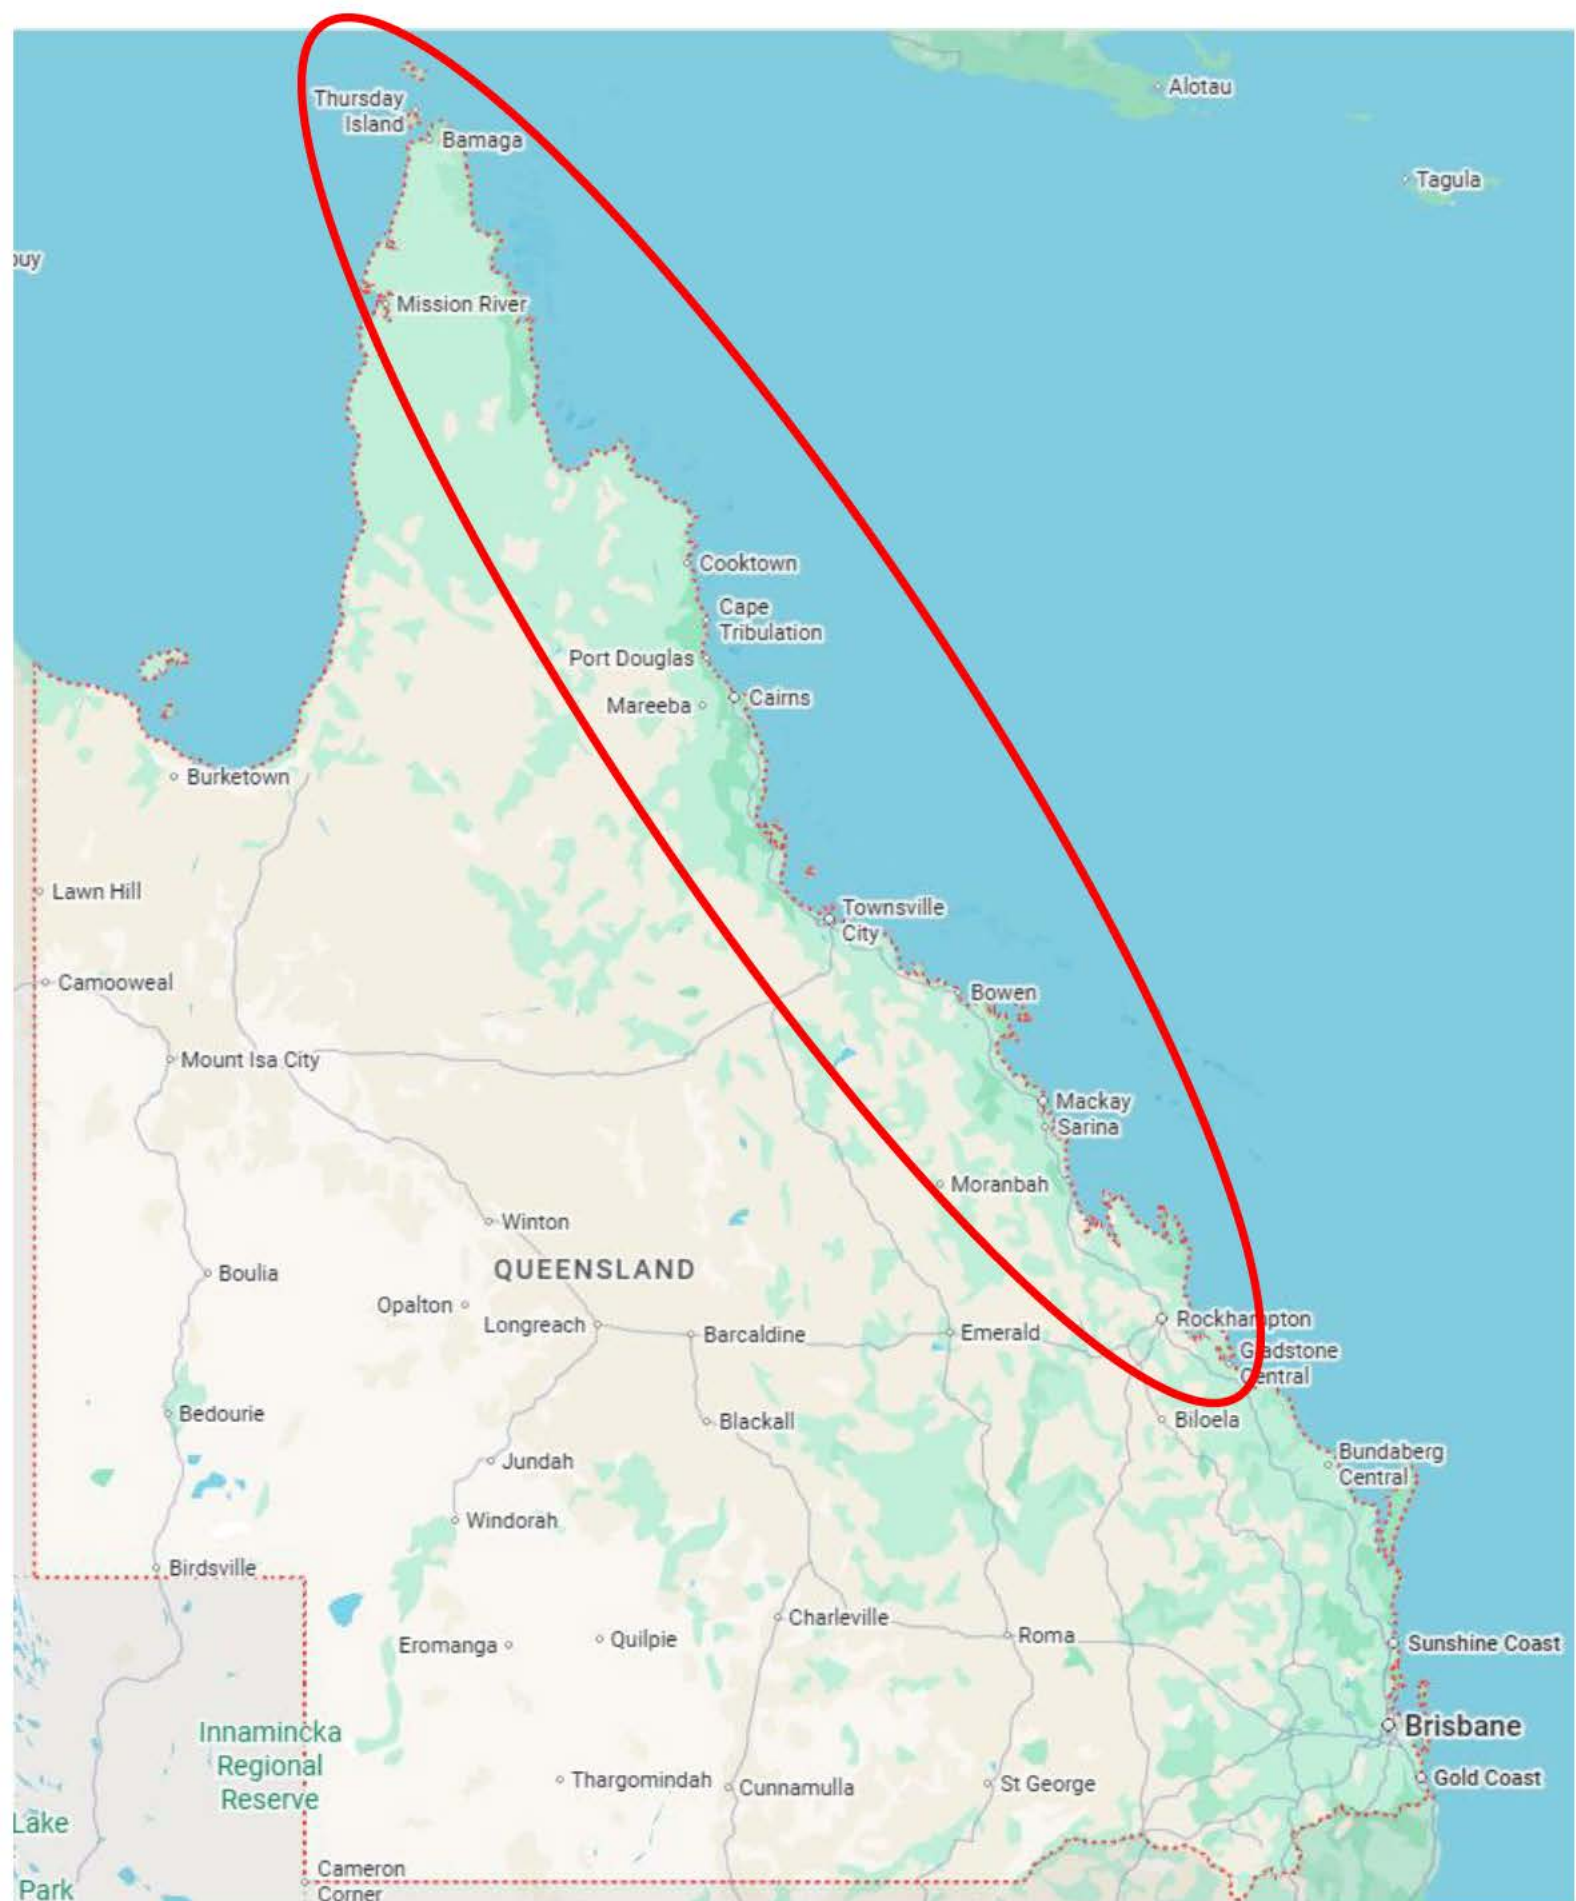 Alotau
Thursday
Island
Bamaga
Tagula
buy
Mission River
Cooktown
Cape
Tribulation
Port Douglas
Cairns
Mareeba
Burketown
Lawn Hill
Townsville
City
Camooweal
Bowen
Mount Isa City
Mackay
Sarina
Moranbah
Winton
QUEENSLAND
Boulia
Opalton
Longreach
Rockhampton
Barcaldine
Emerald
Gladstone
Central
Bedourie
Blackall
Biloela
Bundaberg
Central
Jundah
Windorah
Birdsville
Charleville
Eromanga
Quilpie
Roma
Sunshine Coast
Innamincka
Regional
Reserve
Brisbane
Thargomindah
Cunnamulla
St George
Gold Coast
Lake
Cameron
Corner
Park